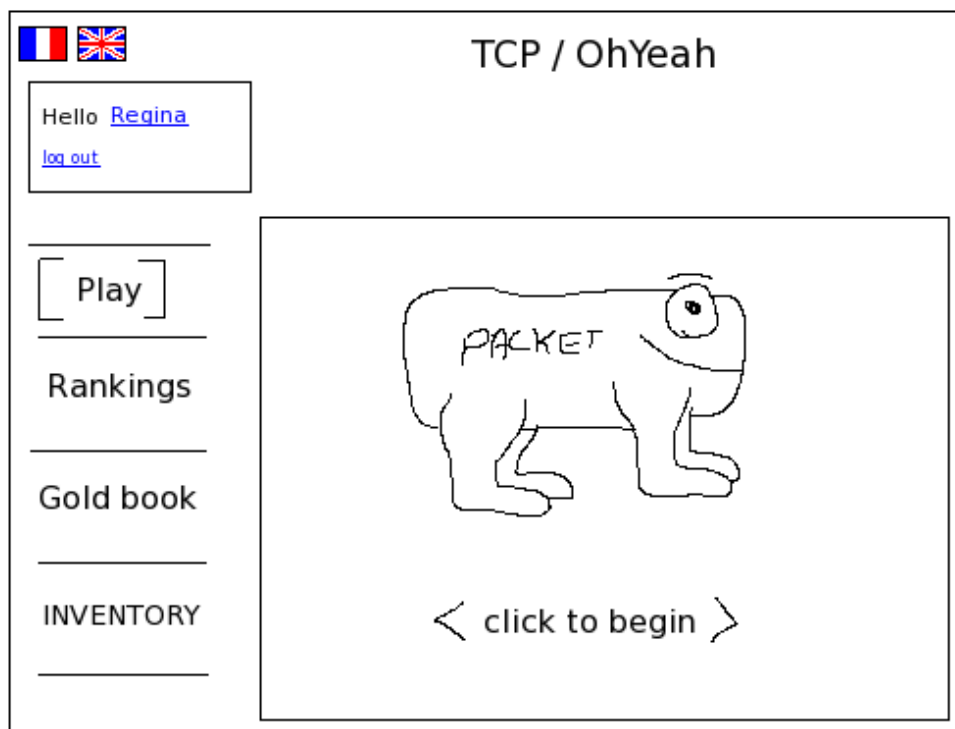 TCP / OhYeah
Hello Regina
log out
Play
Rankings
Gold book
INVENTORY
PACKET
< click to begin >